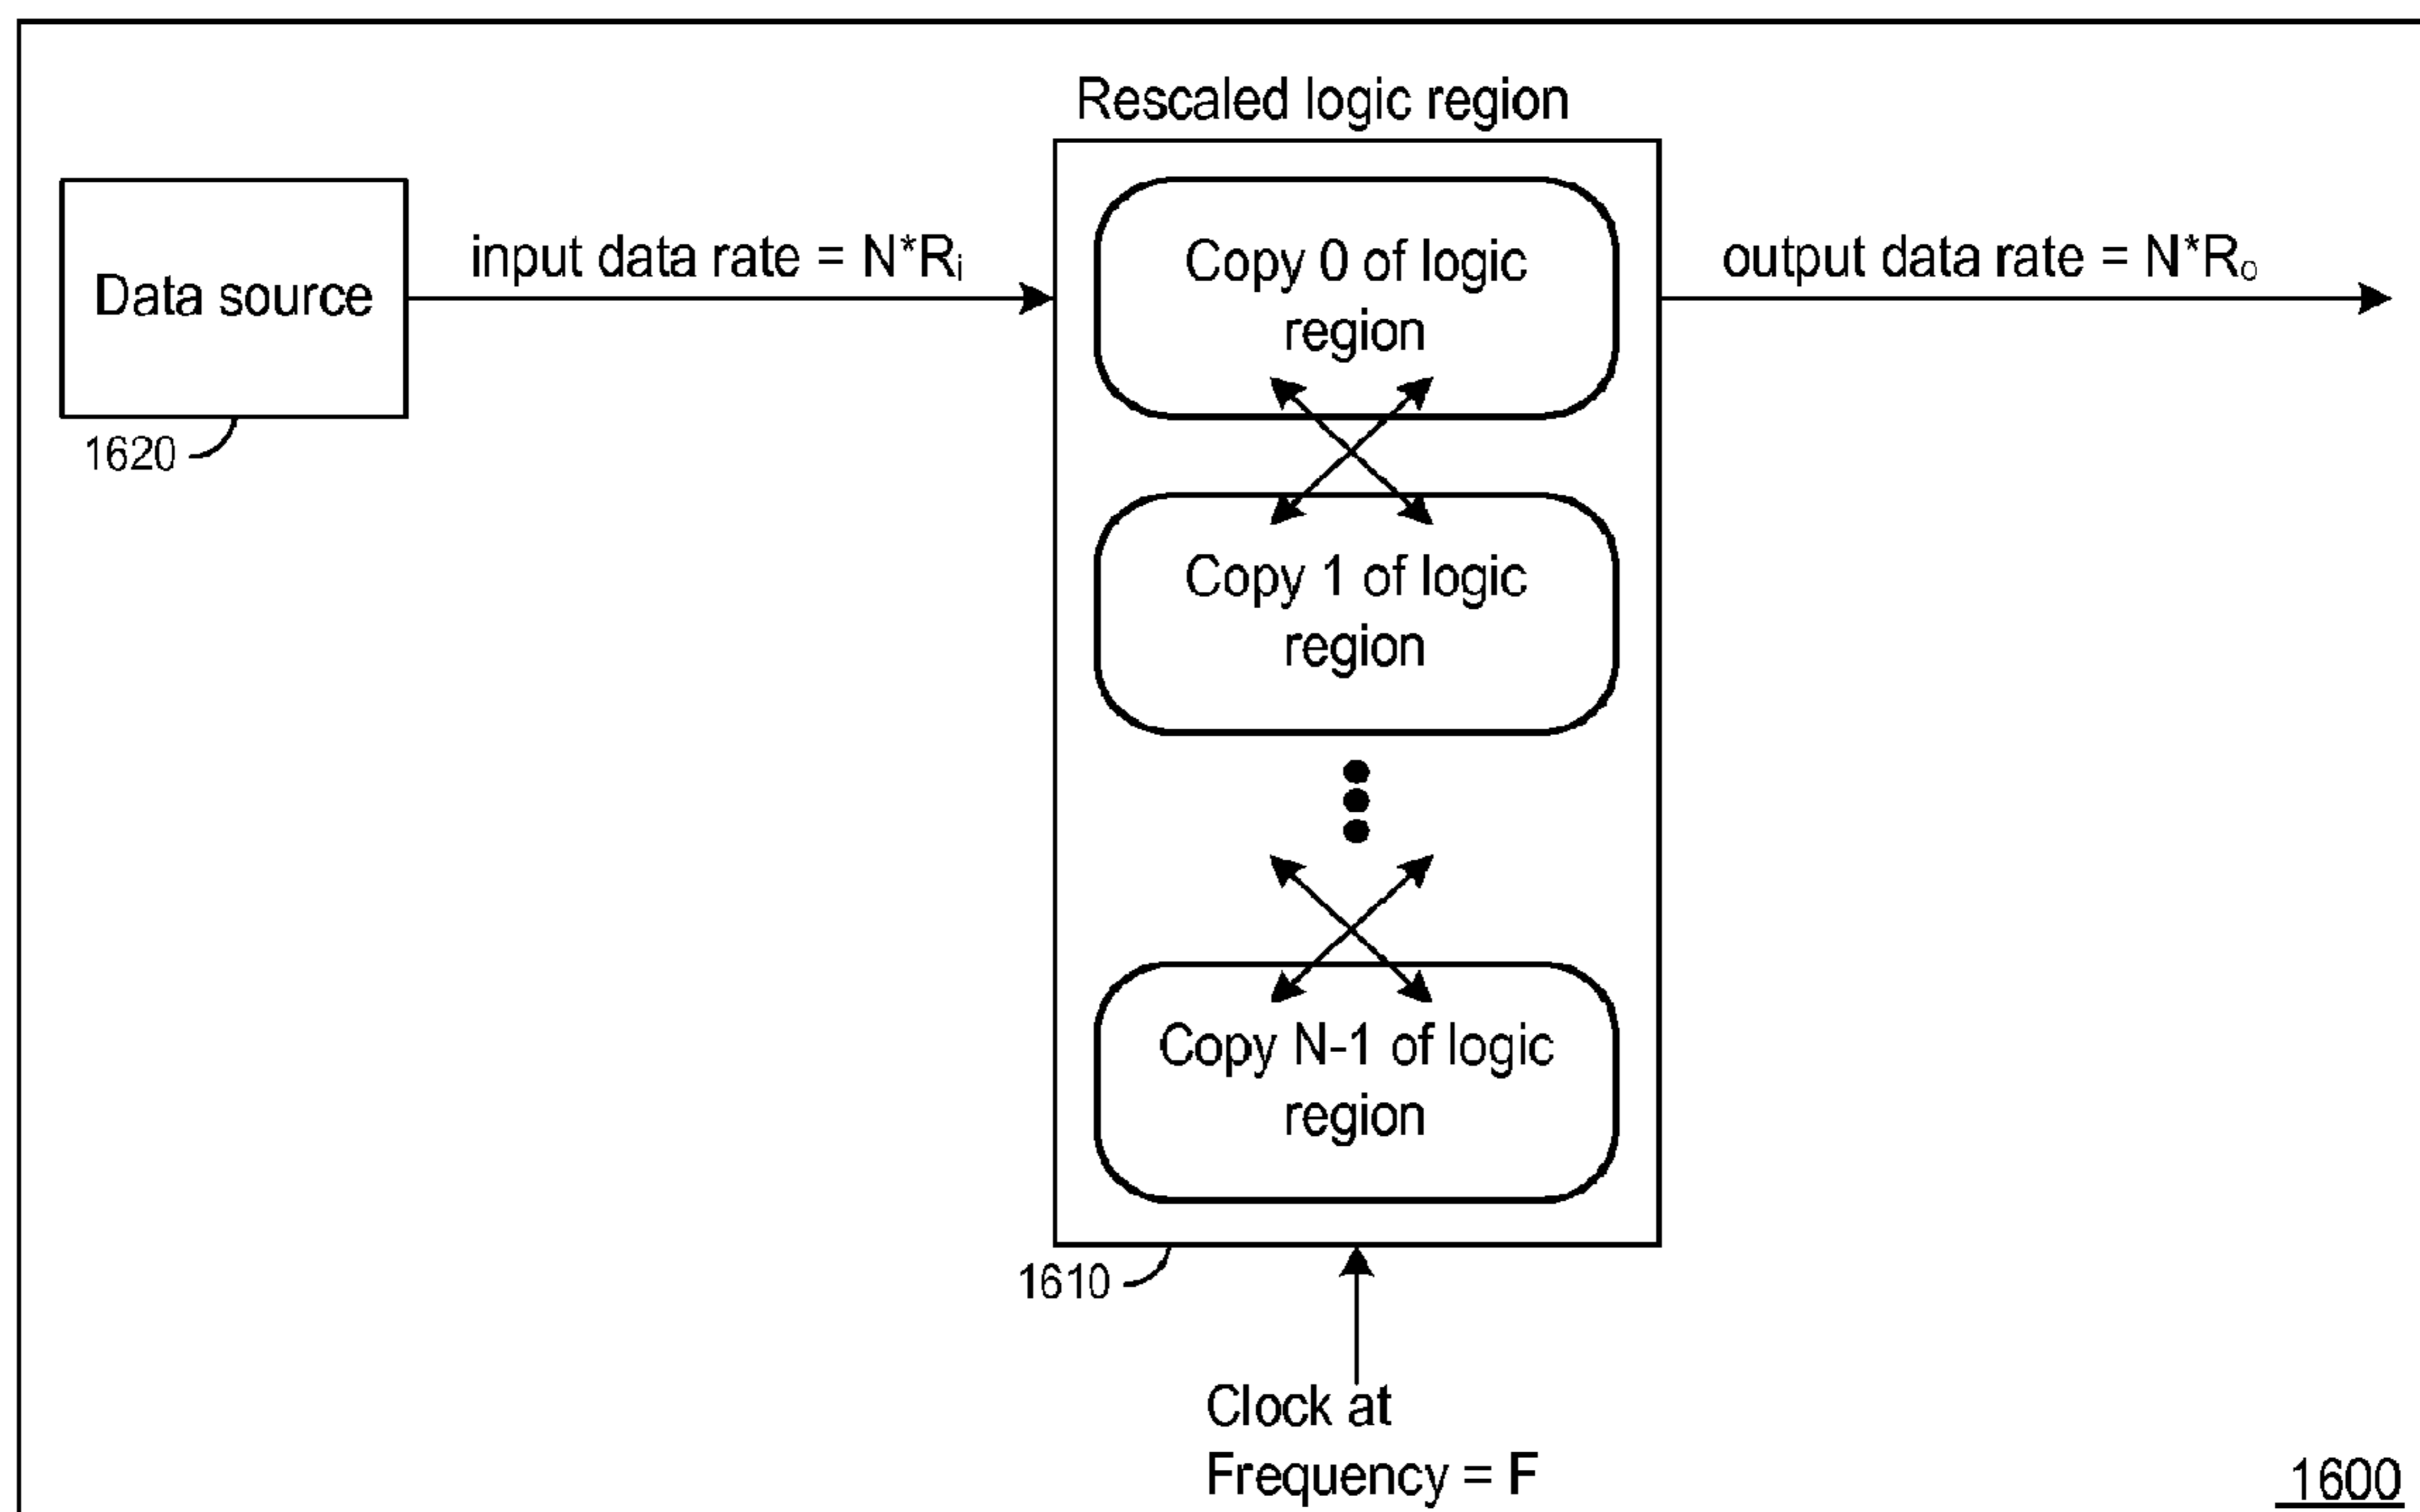 Rescaled logic region
Data source
input data rate = N*Rᵢ
Copy 0 of logic
region
output data rate = N*Rₒ
1620
Copy 1 of logic
region
Copy N-1 of logic
region
1610
Clock at
Frequency = F
1600